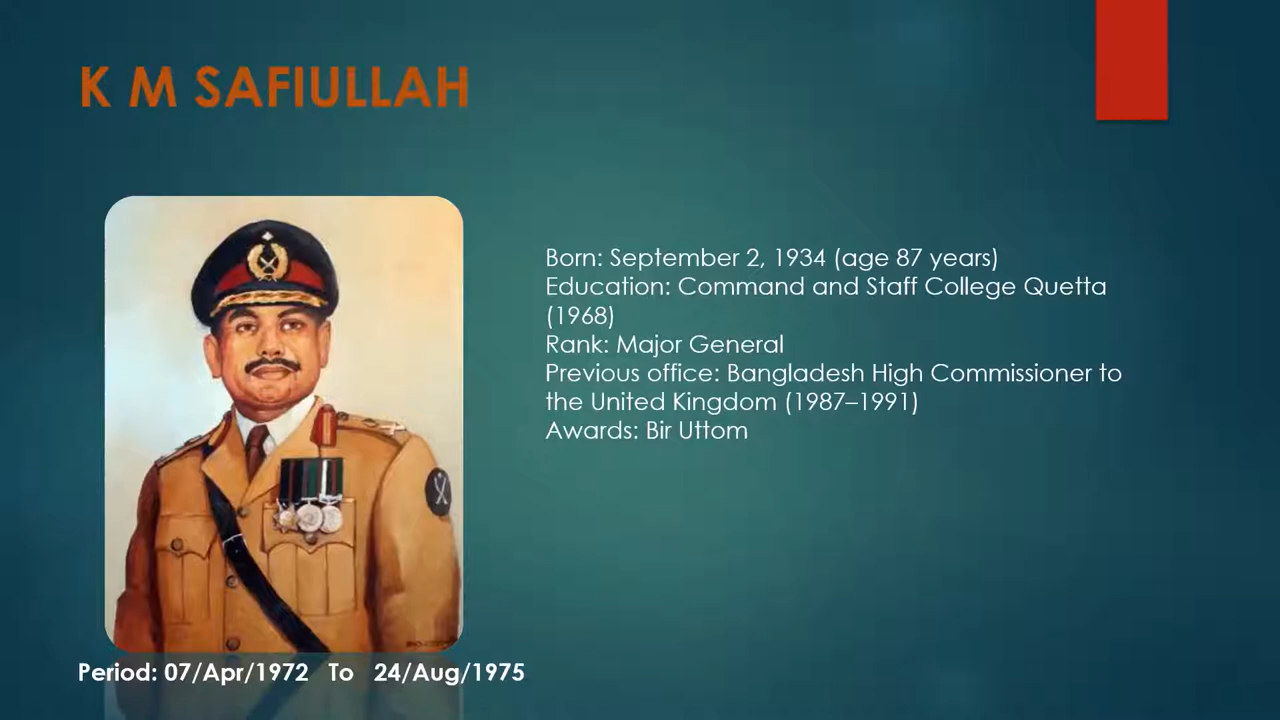 K M SAFIULLAH
Born: September 2, 1934 (age 87 years)
Education: Command and Staff College Quetta
(1968)
Rank: Major General
Previous office: Bangladesh High Commissioner to
the United Kingdom (1987–1991)
Awards: Bir Uttom
Period: 07/Apr/1972 To 24/Aug/1975